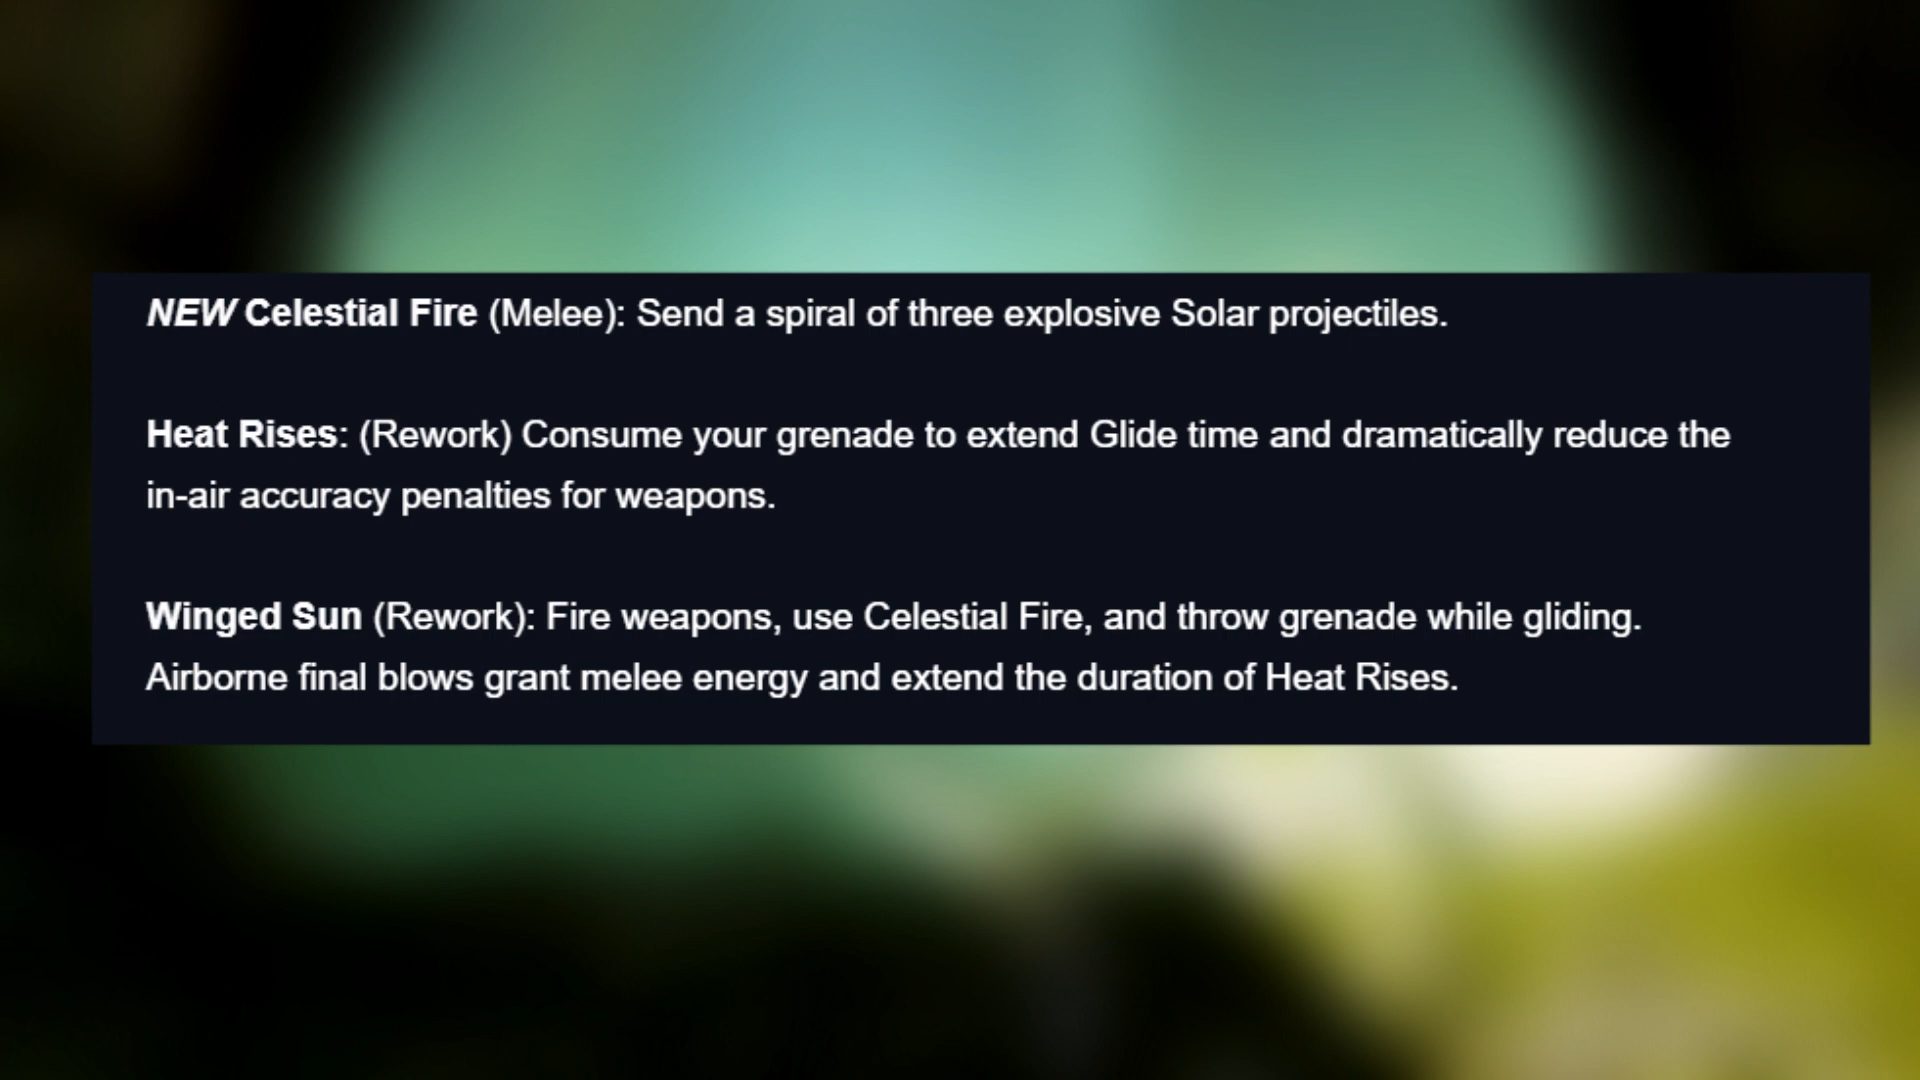 NEW Celestial Fire (Melee): Send a spiral of three explosive Solar projectiles.
Heat Rises: (Rework) Consume your grenade to extend Glide time and dramatically reduce the
in-air accuracy penalties for weapons.
Winged Sun (Rework): Fire weapons, use Celestial Fire, and throw grenade while gliding.
Airborne final blows grant melee energy and extend the duration of Heat Rises.